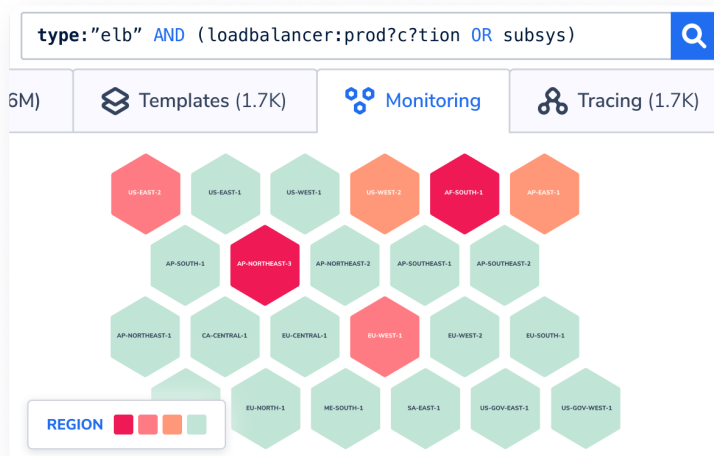 type:”elb” AND (loadbalancer:prod?c?tion OR subsys)
6M) Templates (1.7K) Monitoring Tracing (1.7K)
US-EAST-2 US-EAST-1 US-WEST-1 US-WEST-2 AF-SOUTH-1 AP-EAST-1
AP-SOUTH-1 AP-NORTHEAST-3 AP-NORTHEAST-2 AP-SOUTHEAST-1 AP-SOUTHEAST-2
AP-NORTHEAST-1 CA-CENTRAL-1 EU-CENTRAL-1 EU-WEST-1 EU-WEST-2 EU-SOUTH-1
EU-NORTH-1 ME-SOUTH-1 SA-EAST-1 US-GOV-EAST-1 US-GOV-WEST-1
REGION